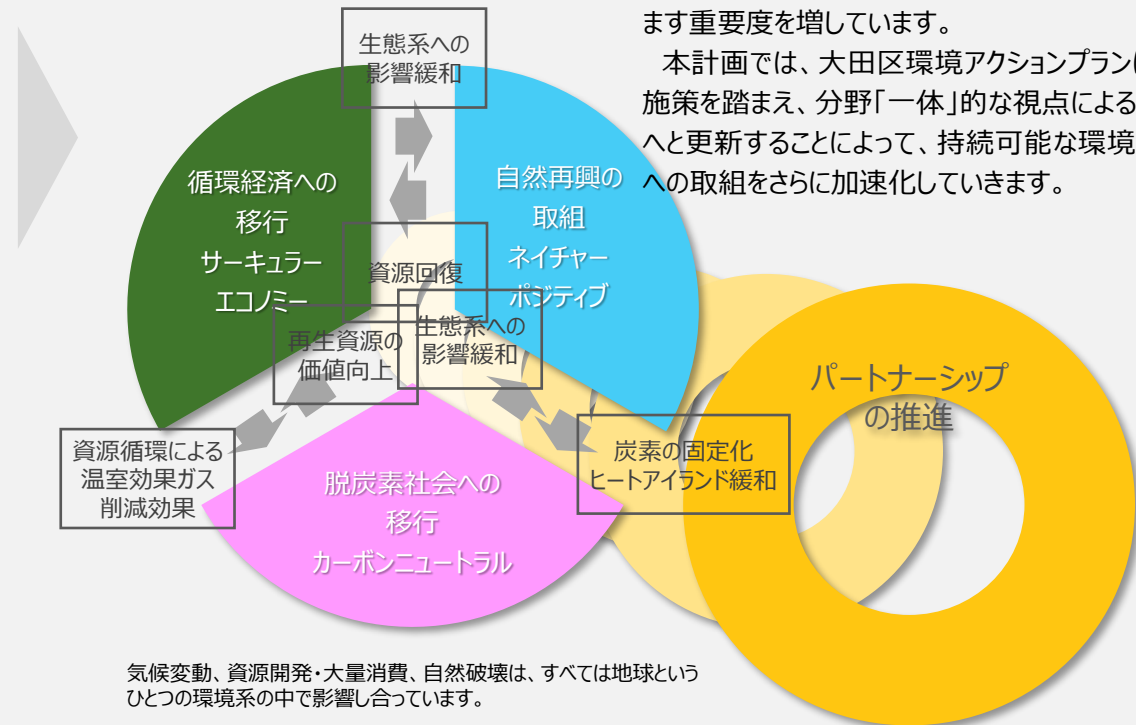 ます重要度を増しています。
本計画では、大田区環境アクションプラン
施策を踏まえ、分野「一体」的な視点による
へと更新することによって、持続可能な環境
への取組をさらに加速化していきます。
生態系への
影響緩和
循環経済への
移行
サーキュラー
エコノミー
自然再興の
取組
ネイチャー
ポジティブ
資源回復
再生資源の
価値向上
生態系への
影響緩和
資源循環による
温室効果ガス
削減効果
脱炭素社会への
移行
カーボンニュートラル
炭素の固定化
ヒートアイランド緩和
パートナーシップ
の推進
気候変動、資源開発・大量消費、自然破壊は、すべては地球という
ひとつの環境系の中で影響し合っています。